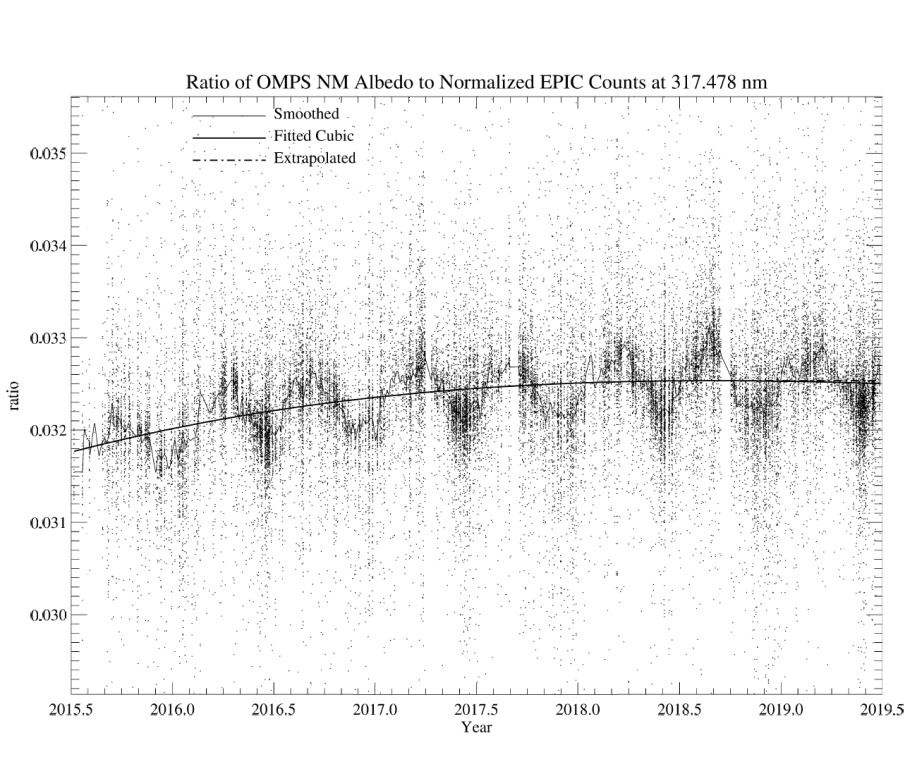 Ratio of OMPS NM Albedo to Normalized EPIC Counts at 317.478 nm
Smoothed
Fitted Cubic
Extrapolated
0.035
0.034
0.033
0.032
0.031
0.030
ratio
2015.5 2016.0 2016.5 2017.0 2017.5 2018.0 2018.5 2019.0 2019.5
Year